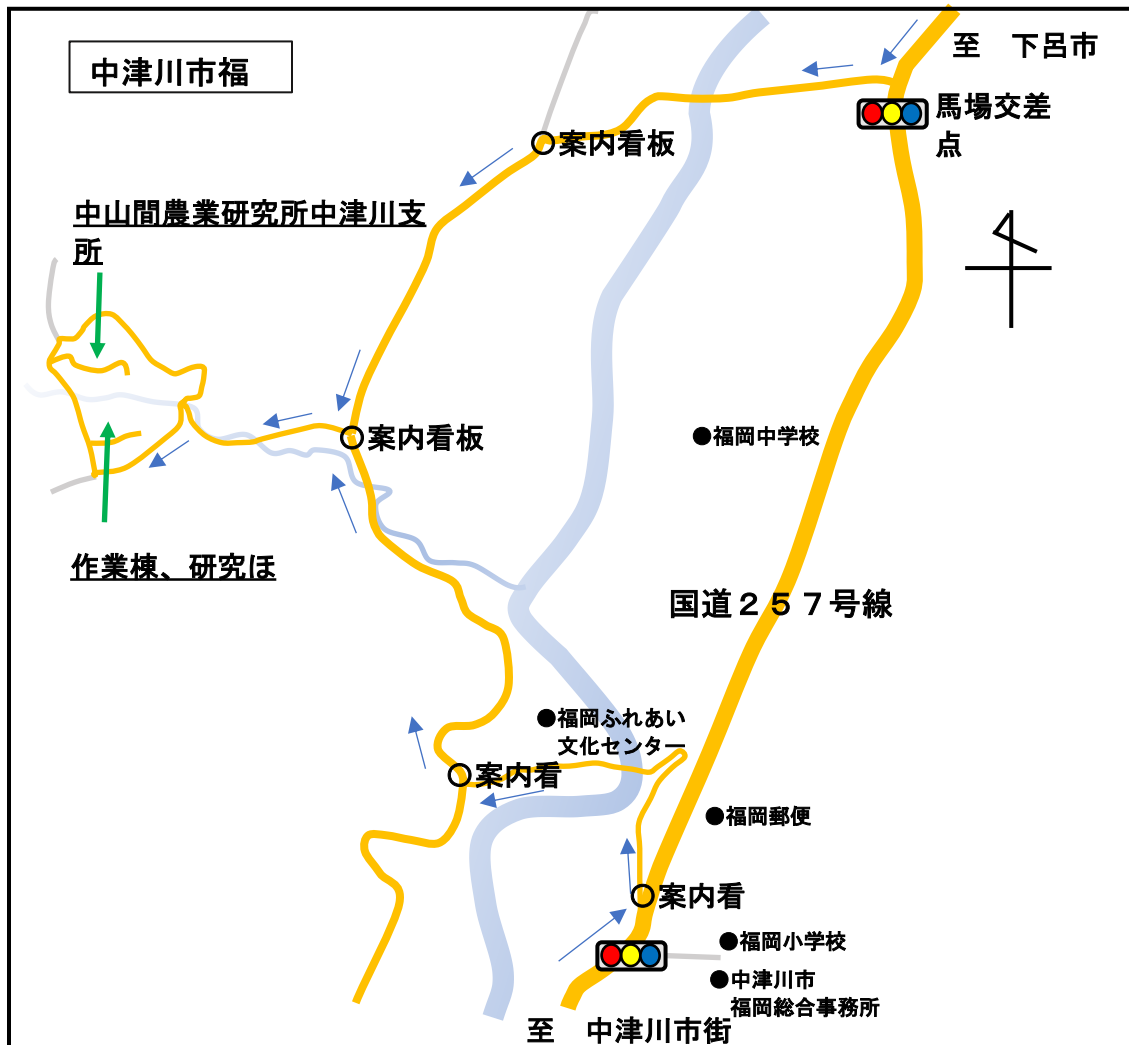 中津川市福
至　下呂市
馬場交差
点
案内看板
中山間農業研究所中津川支
所
案内看板
福岡中学校
作業棟、研究ほ
国道２５７号線
福岡ふれあい
文化センター
案内看
福岡郵便
案内看
福岡小学校
中津川市
福岡総合事務所
至　中津川市街